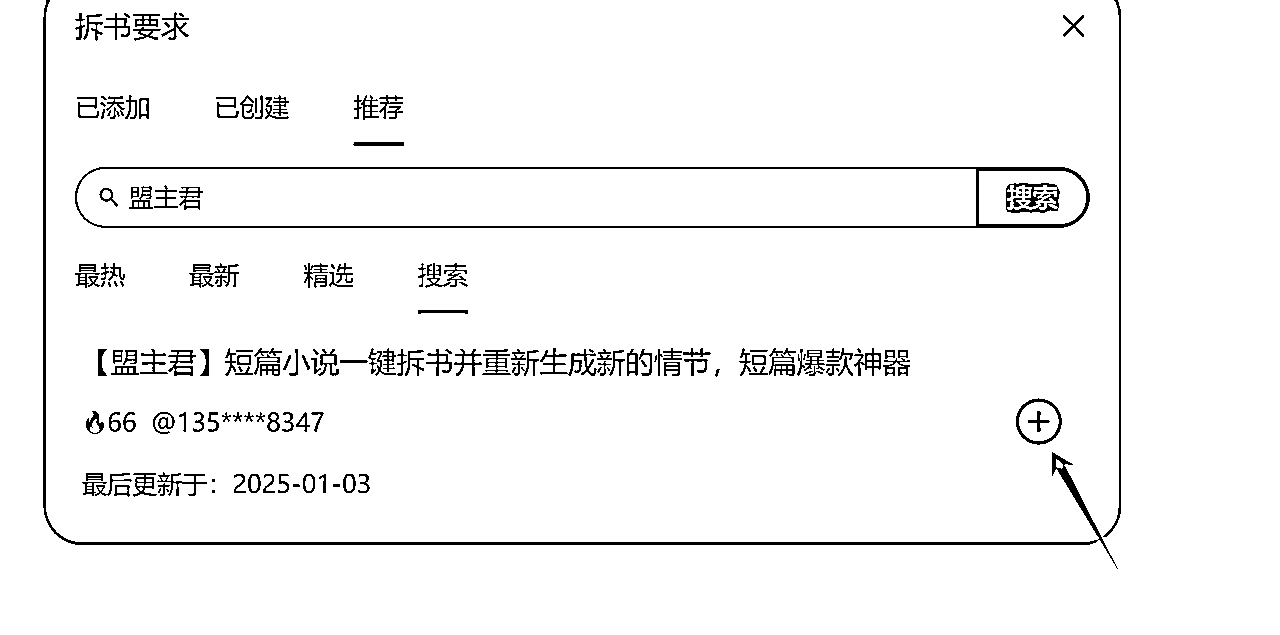 拆书要求
已添加 已创建 推荐
盟主君 搜索
最热 最新 精选 搜索
【盟主君】短篇小说一键拆书并重新生成新的情节，短篇爆款神器
🔥66 @135****8347
最后更新于：2025-01-03